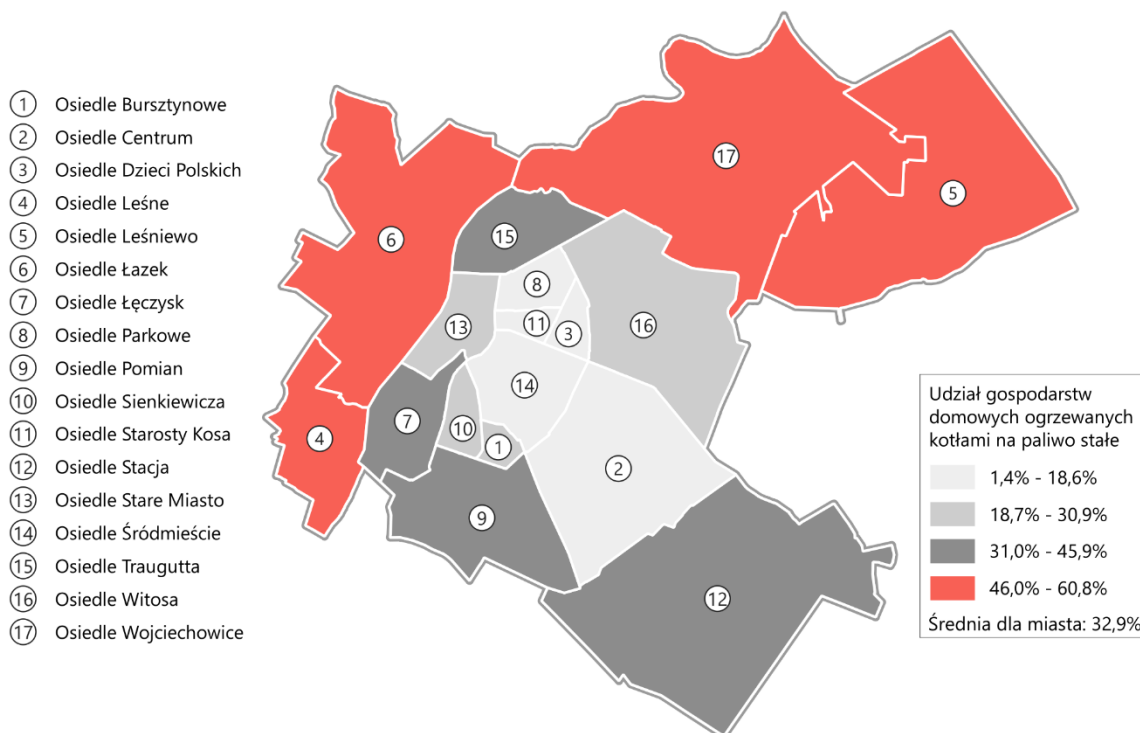 1 Osiedle Bursztynowe
2 Osiedle Centrum
3 Osiedle Dzieci Polskich
4 Osiedle Leśne
5 Osiedle Leśniewo
6 Osiedle Łazek
7 Osiedle Łęczysk
8 Osiedle Parkowe
9 Osiedle Pomian
10 Osiedle Sienkiewicza
11 Osiedle Starosty Kosa
12 Osiedle Stacja
13 Osiedle Stare Miasto
14 Osiedle Śródmieście
15 Osiedle Traugutta
16 Osiedle Witosa
17 Osiedle Wojciechowice
17
5
6
15
8
11
3
13
16
14
7
10
1
4
2
9
12
Udział gospodarstw
domowych ogrzewanych
kotłami na paliwo stałe
1,4% - 18,6%
18,7% - 30,9%
31,0% - 45,9%
46,0% - 60,8%
Średnia dla miasta: 32,9%